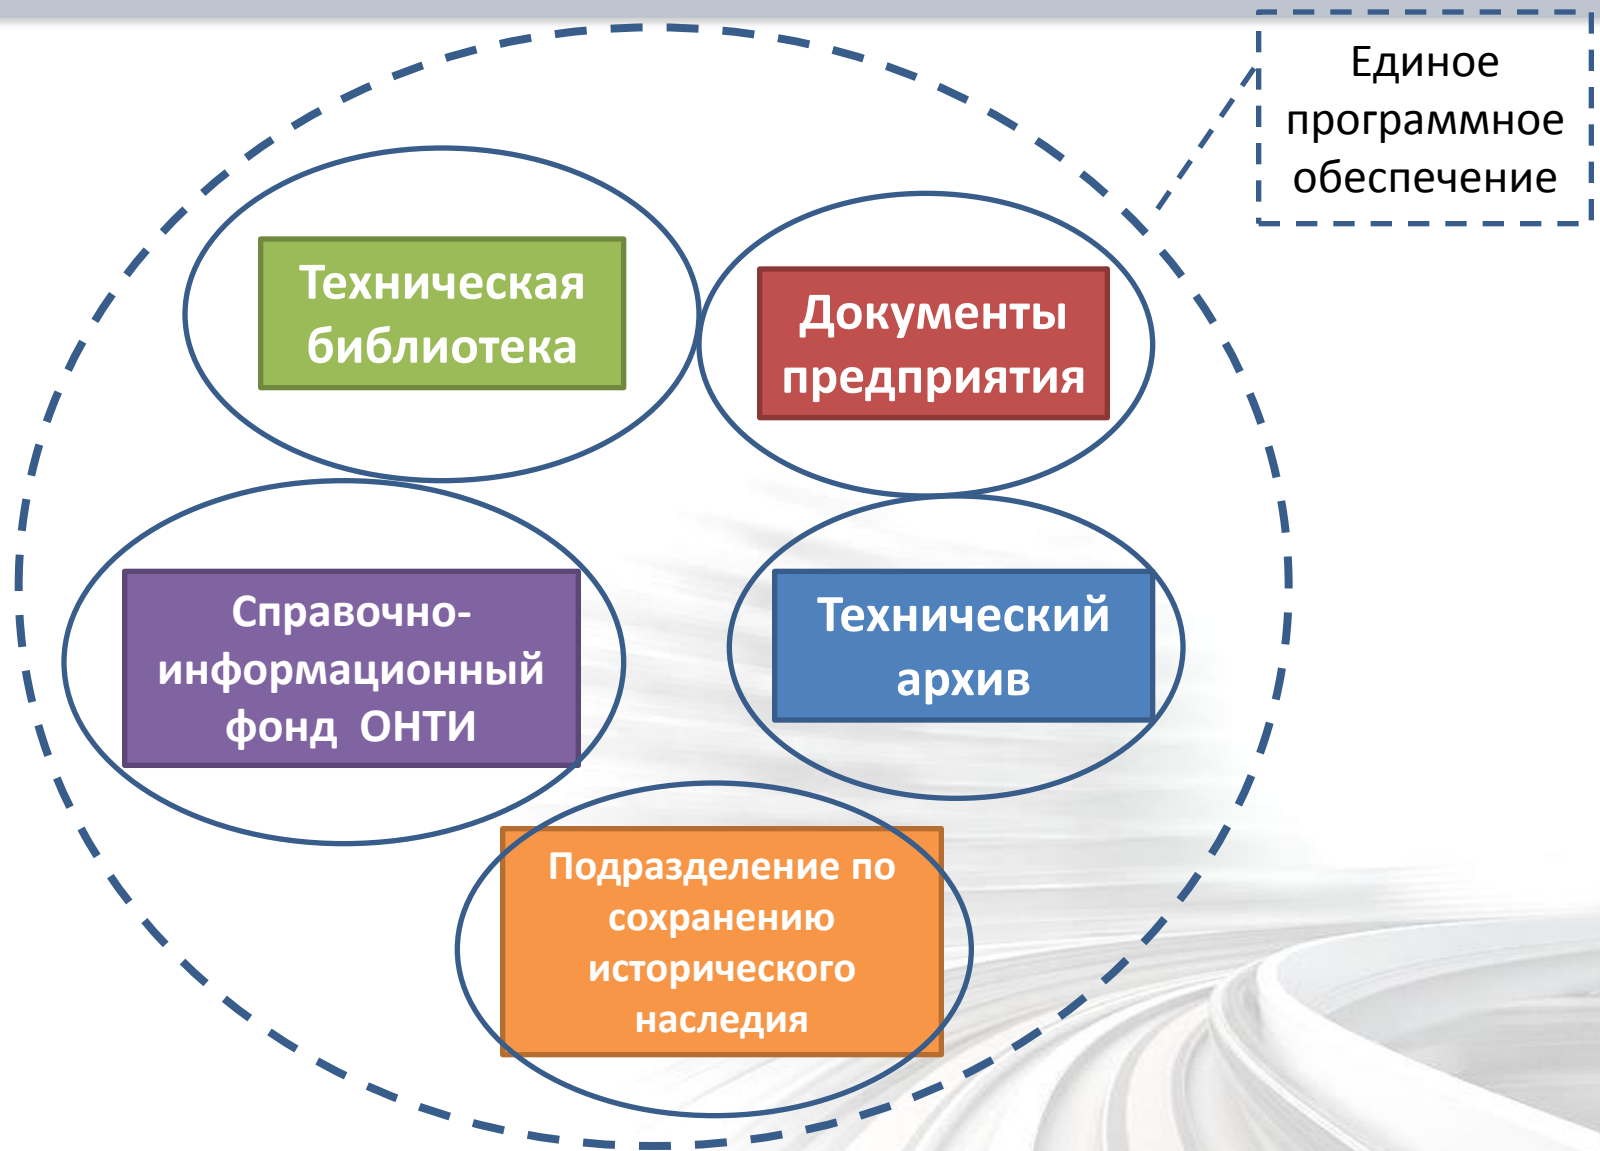 Единое
программное
обеспечение
Техническая
библиотека
Документы
предприятия
Справочно-
информационный
фонд  ОНТИ
Технический
архив
Подразделение по
сохранению
исторического
наследия